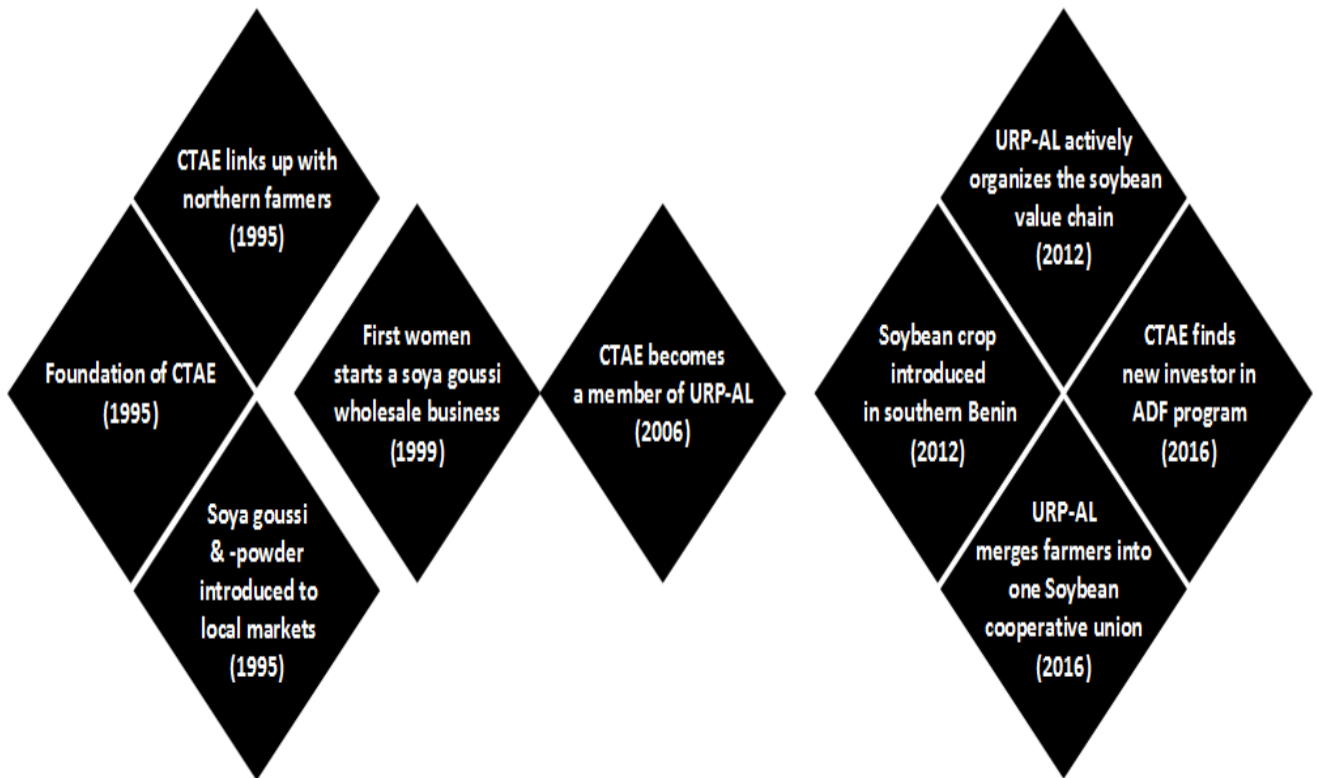 CTAE links up with
northern farmers
(1995)
Foundation of CTAE
(1995)
Soya goussi
& -powder
introduced to
local markets
(1995)
First women
starts a soya goussi
wholesale business
(1999)
CTAE becomes
a member of URP-AL
(2006)
URP-AL actively
organizes the soybean
value chain
(2012)
Soybean crop
introduced
in southern Benin
(2012)
CTAE finds
new investor in
ADF program
(2016)
URP-AL
merges farmers into
one Soybean
cooperative union
(2016)